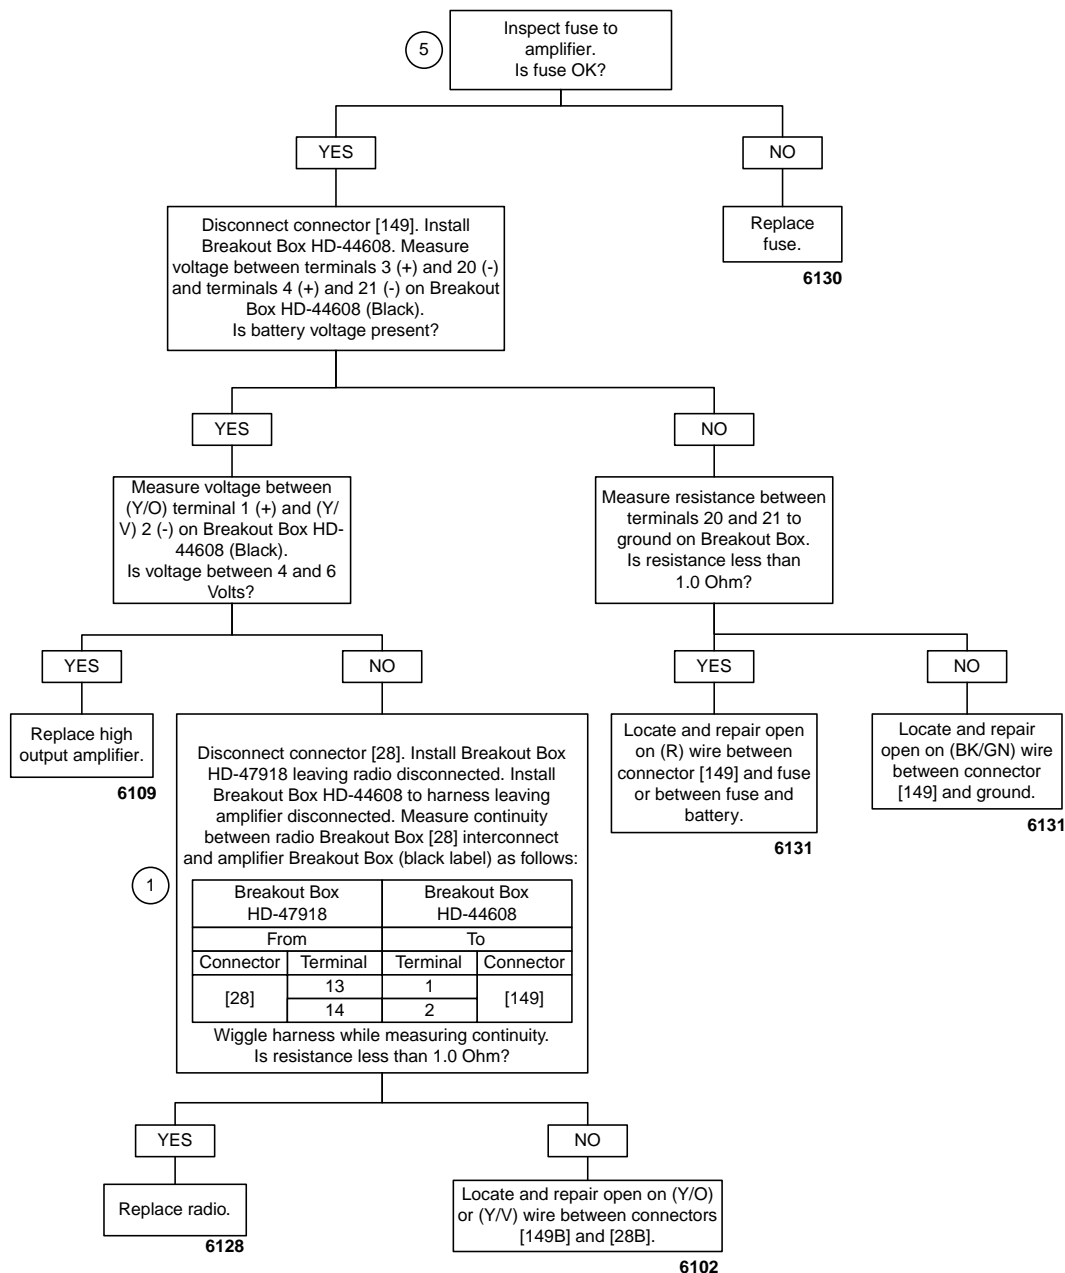 5
Inspect fuse to
amplifier.
Is fuse OK?
YES
NO
Disconnect connector [149]. Install
Breakout Box HD-44608. Measure
voltage between terminals 3 (+) and 20 (-)
and terminals 4 (+) and 21 (-) on Breakout
Box HD-44608 (Black).
Is battery voltage present?
Replace
fuse.
6130
YES
NO
Measure voltage between
(Y/O) terminal 1 (+) and (Y/
V) 2 (-) on Breakout Box HD-
44608 (Black).
Is voltage between 4 and 6
Volts?
Measure resistance between
terminals 20 and 21 to
ground on Breakout Box.
Is resistance less than
1.0 Ohm?
YES
NO
YES
NO
Replace high
output amplifier.
6109
Disconnect connector [28]. Install Breakout Box
HD-47918 leaving radio disconnected. Install
Breakout Box HD-44608 to harness leaving
amplifier disconnected. Measure continuity
between radio Breakout Box [28] interconnect
and amplifier Breakout Box (black label) as follows:
1
Breakout Box
HD-47918
Breakout Box
HD-44608
From
To
Connector
Terminal
Terminal
Connector
[28]
13
1
[149]
14
2
Wiggle harness while measuring continuity.
Is resistance less than 1.0 Ohm?
Locate and repair open
on (R) wire between
connector [149] and fuse
or between fuse and
battery.
6131
Locate and repair
open on (BK/GN) wire
between connector
[149] and ground.
6131
YES
NO
Replace radio.
6128
Locate and repair open on (Y/O)
or (Y/V) wire between connectors
[149B] and [28B].
6102